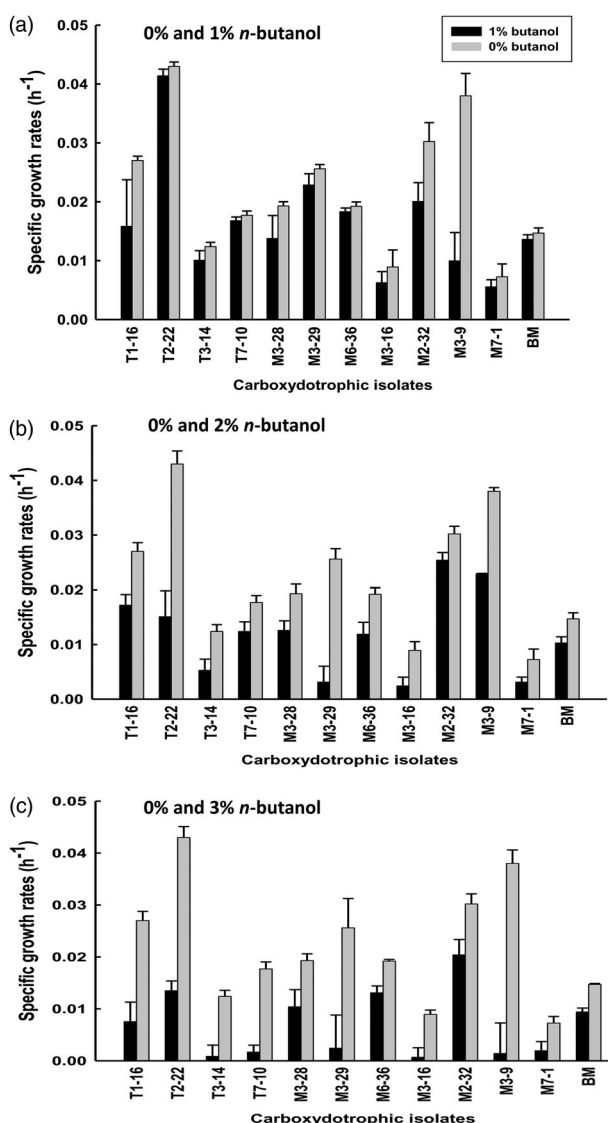 (a)
0% and 1% n-butanol
1% butanol
0% butanol
Specific growth rates (h⁻¹)
0.05
0.04
0.03
0.02
0.01
0.00
T1-16 T2-22 T3-14 T7-10 M3-28 M3-29 M6-36 M3-16 M2-32 M3-9 M7-1 BM
Carboxydotrophic isolates
(b)
0% and 2% n-butanol
Specific growth rates (h⁻¹)
0.05
0.04
0.03
0.02
0.01
0.00
T1-16 T2-22 T3-14 T7-10 M3-28 M3-29 M6-36 M3-16 M2-32 M3-9 M7-1 BM
Carboxydotrophic isolates
(c)
0% and 3% n-butanol
Specific growth rates (h⁻¹)
0.05
0.04
0.03
0.02
0.01
0.00
T1-16 T2-22 T3-14 T7-10 M3-28 M3-29 M6-36 M3-16 M2-32 M3-9 M7-1 BM
Carboxydotrophic isolates